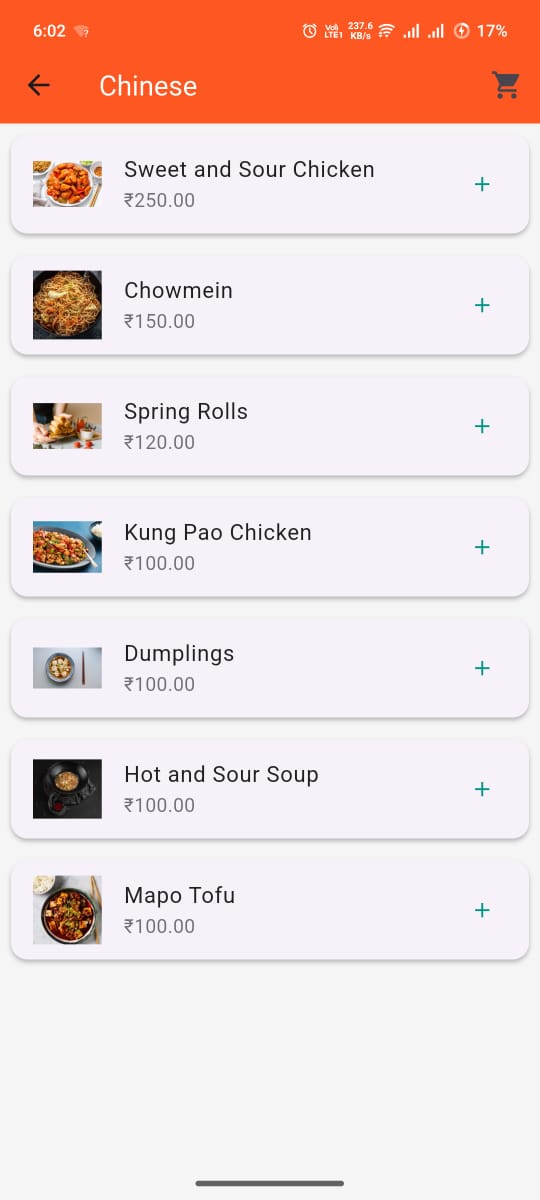 6:02
VoB LTE1 237.6 KB/s 17%
Chinese
Sweet and Sour Chicken
₹250.00
Chowmein
₹150.00
Spring Rolls
₹120.00
Kung Pao Chicken
₹100.00
Dumplings
₹100.00
Hot and Sour Soup
₹100.00
Mapo Tofu
₹100.00